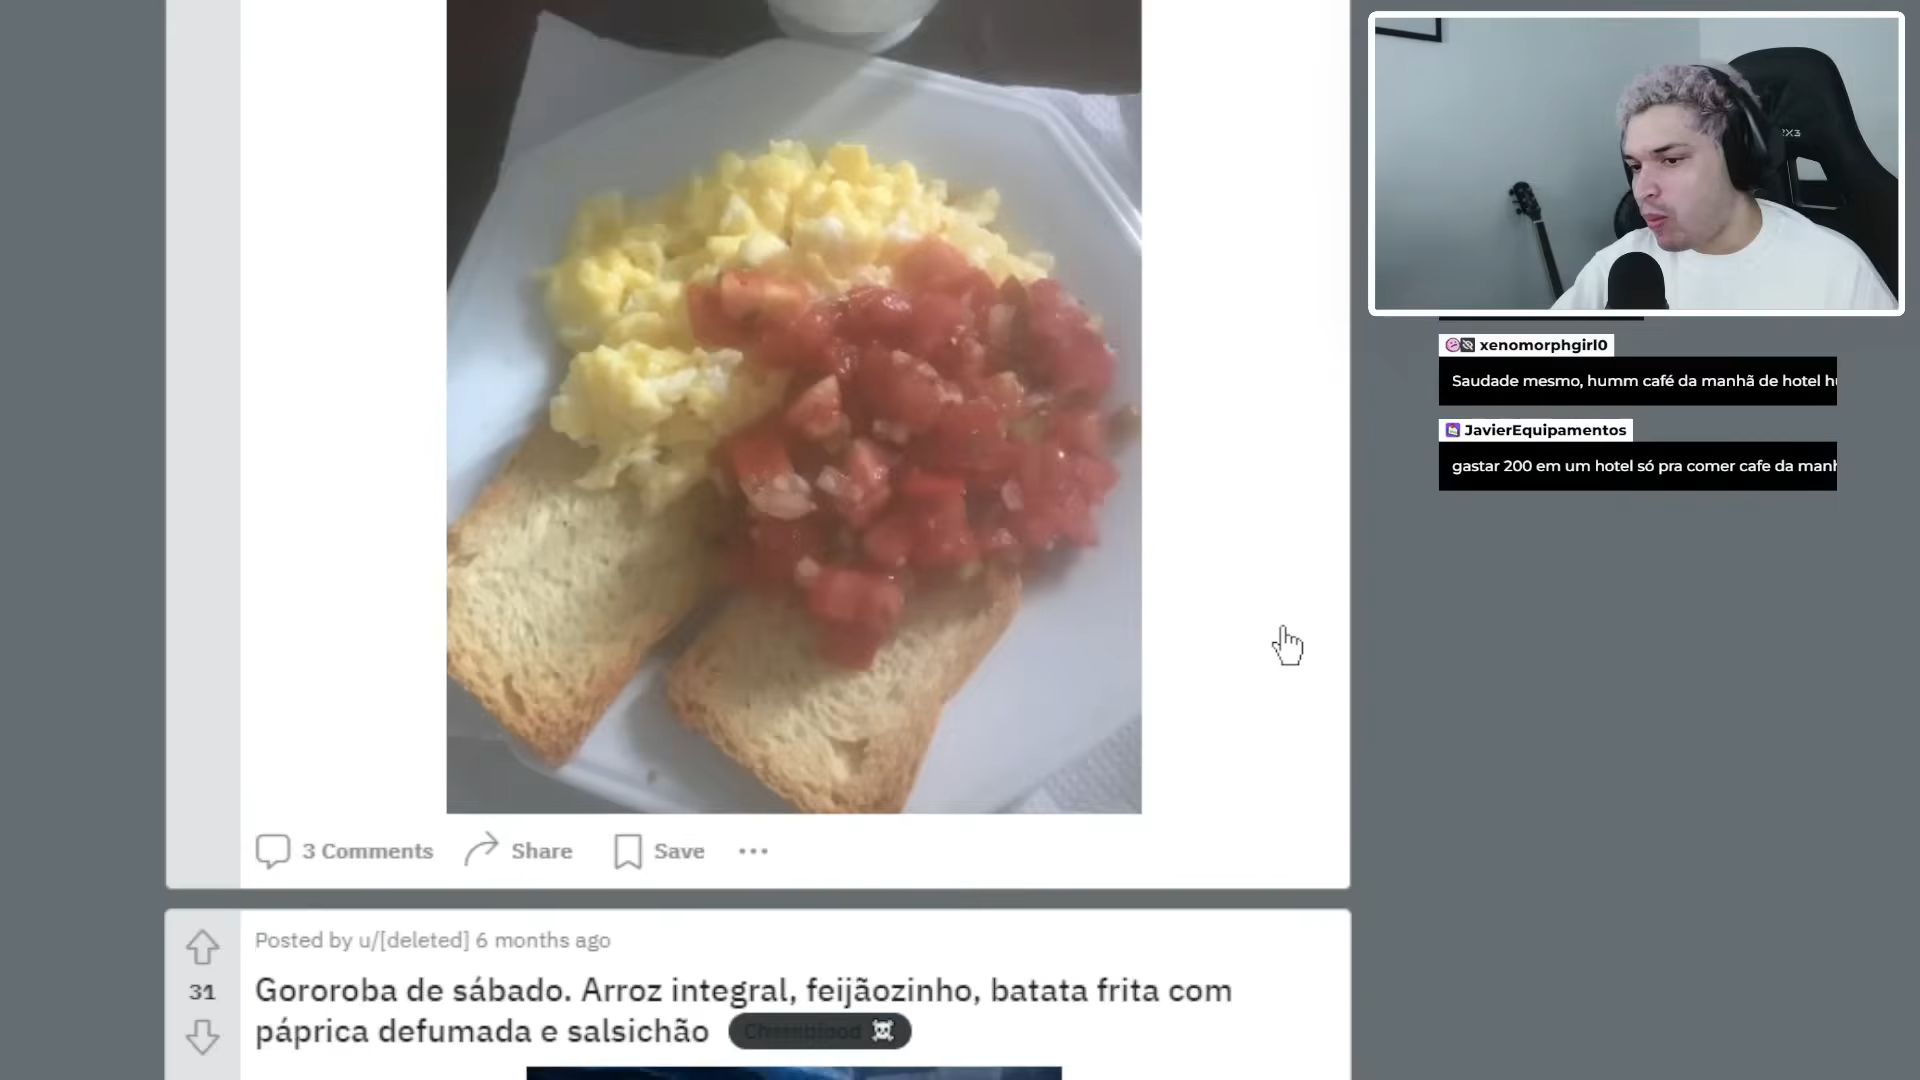 xenomorphgirl0
Saudade mesmo, humm café da manhã de hotel
JavierEquipamentos
gastar 200 em um hotel só pra comer cafe da
3 Comments
Share
Save
Posted by u/[deleted] 6 months ago
31
Gororoba de sábado. Arroz integral, feijãozinho, batata frita com
páprica defumada e salsichão